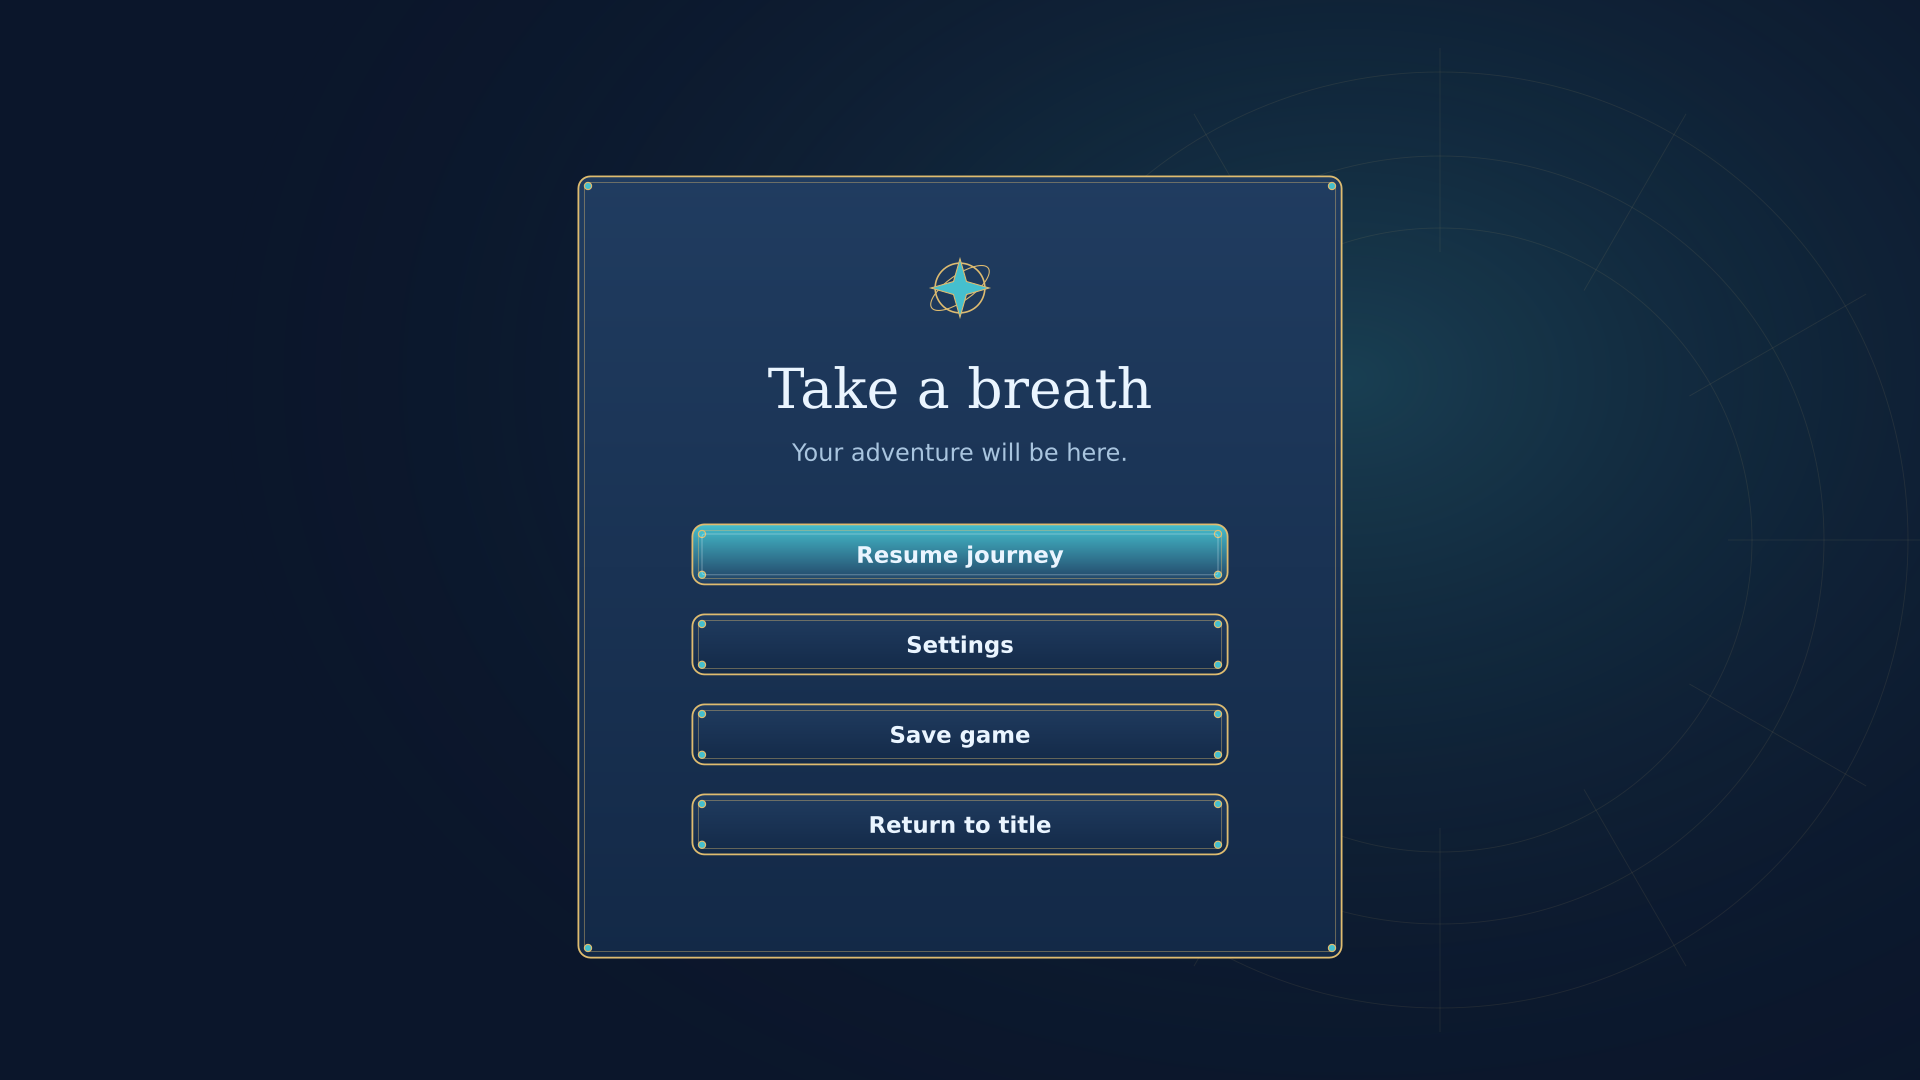 Take a breath
Your adventure will be here.
Resume journey
Settings
Save game
Return to title